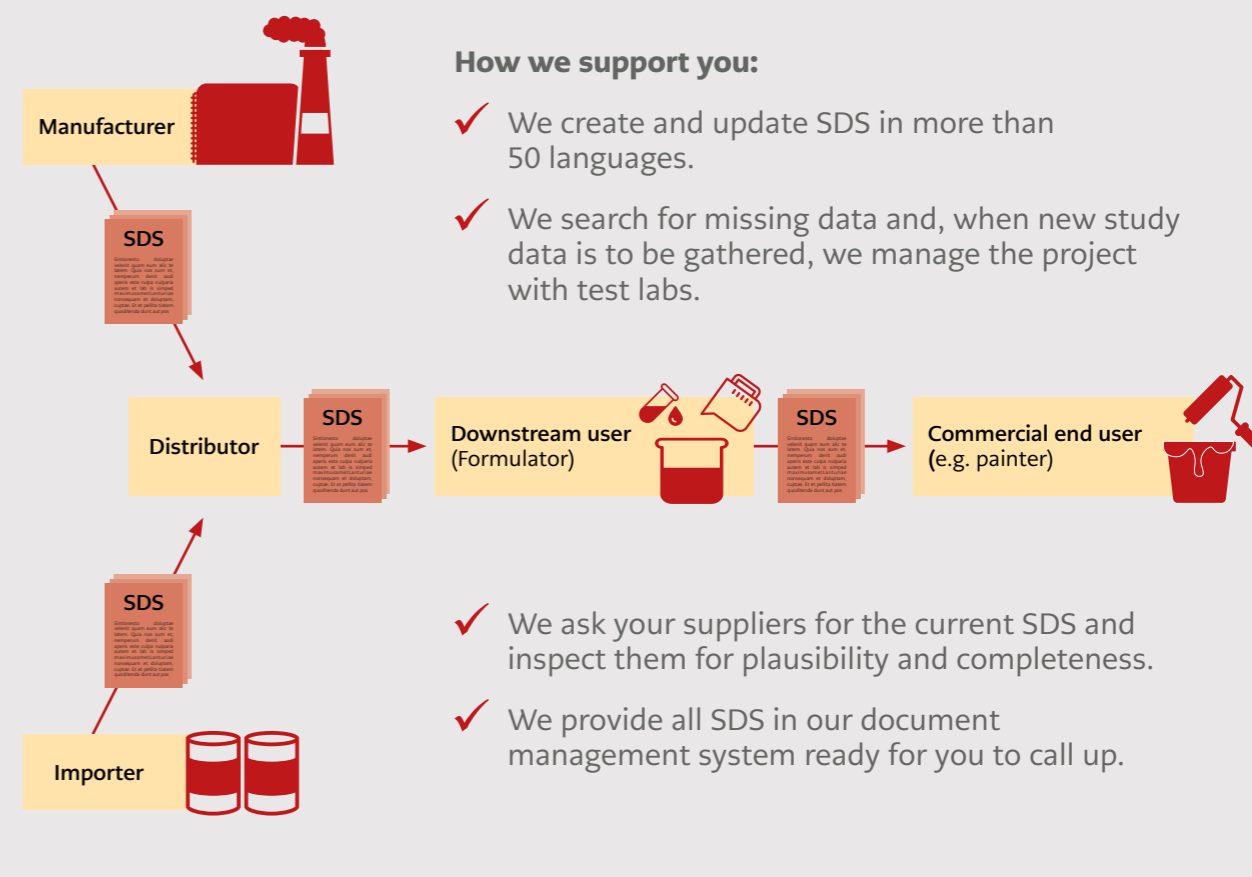 How we support you:
Manufacturer
We create and update SDS in more than
50 languages.
We search for missing data and, when new study
data is to be gathered, we manage the project
with test labs.
SDS
Distributor
SDS
Downstream user
(Formulator)
SDS
Commercial end user
(e.g. painter)
SDS
We ask your suppliers for the current SDS and
inspect them for plausibility and completeness.
We provide all SDS in our document
management system ready for you to call up.
Importer